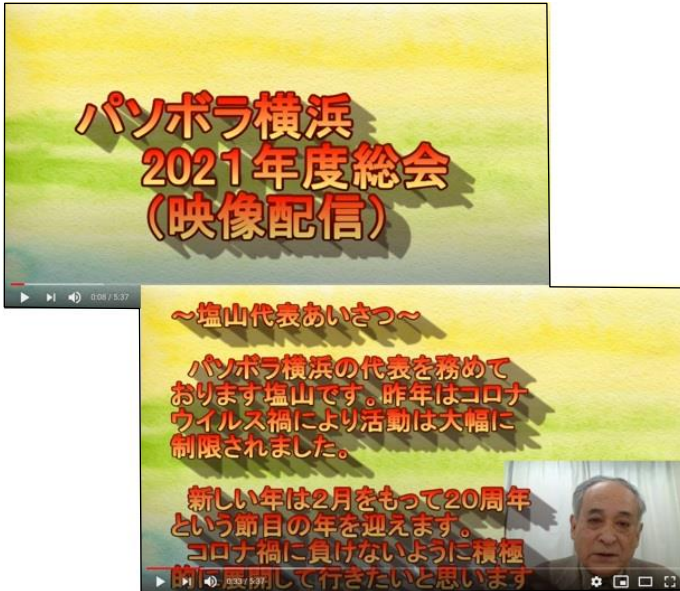 パソボラ横浜
2021年度総会
（映像配信）
0:08 / 5:37
～塩山代表あいさつ～
パソボラ横浜の代表を務めて
おります塩山です。昨年はコロナ
ウイルス禍により活動は大幅に
制限されました。
新しい年は2月をもって20周年
という節目の年を迎えます。
コロナ禍に負けないように積極
的に展開して行きたいと思います
0:33 / 5:37